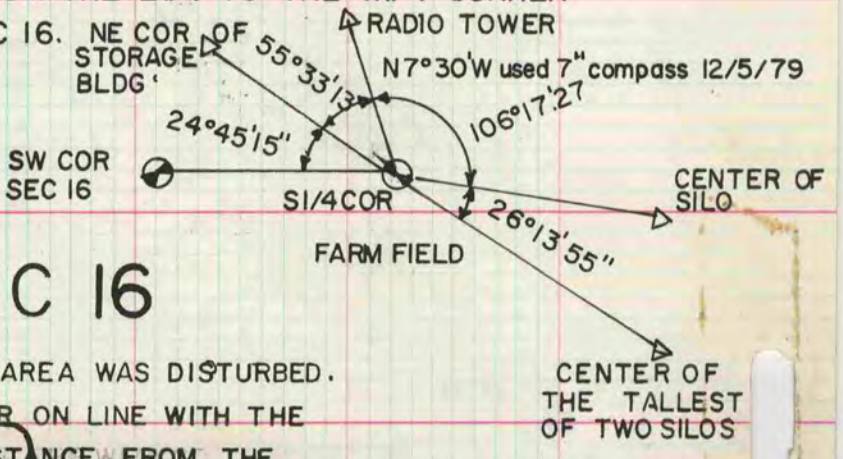 C 16. NE COR OF
STORAGE
BLDG
RADIO TOWER
55°33'13"
N7°30'W used 7" compass 12/5/79
106°17'27
24°45'15"
SW COR
SEC 16
S1/4COR
CENTER OF
SILO
26°13'55"
FARM FIELD
C 16
AREA WAS DISTURBED.
CENTER OF
THE TALLEST
OF TWO SILOS
R ON LINE WITH THE
STANCE FROM THE